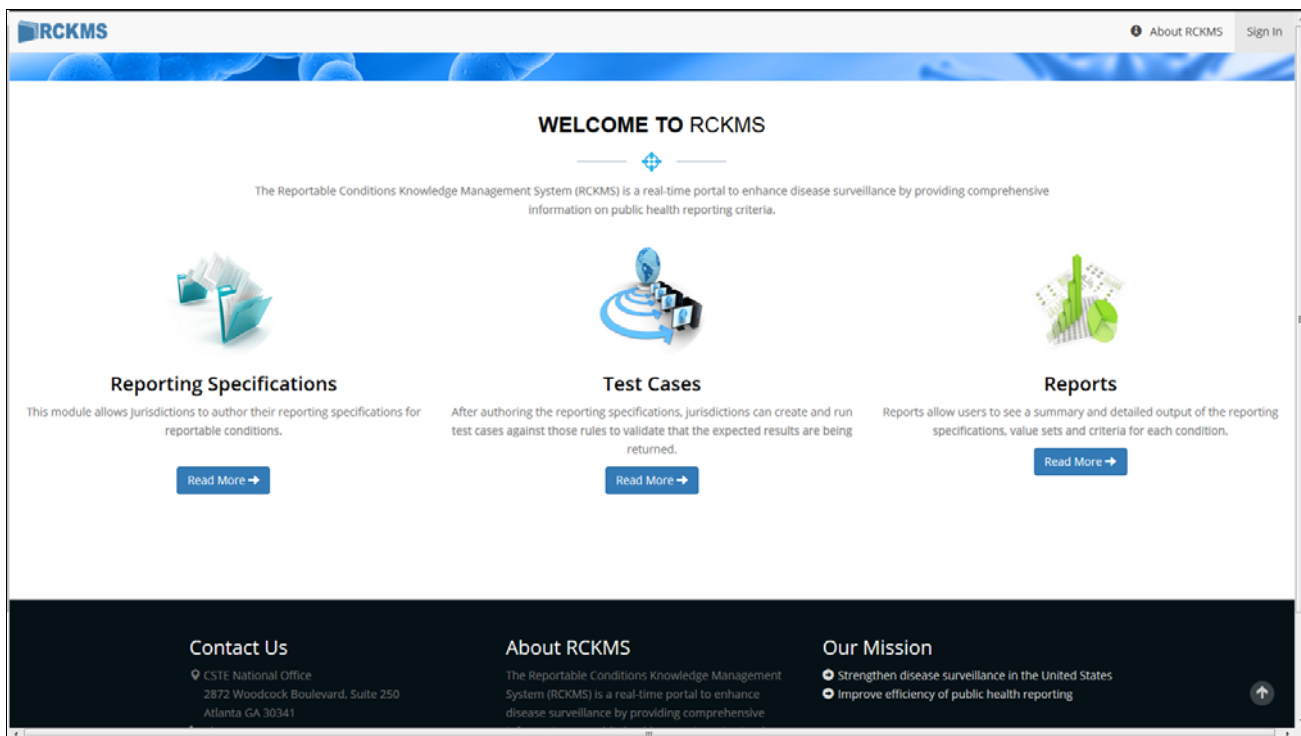 RCKMS
About RCKMS
Sign In
WELCOME TO RCKMS
The Reportable Conditions Knowledge Management System (RCKMS) is a real-time portal to enhance disease surveillance by providing comprehensive
information on public health reporting criteria.
Reporting Specifications
This module allows Jurisdictions to author their reporting specifications for
reportable conditions.
Read More
Test Cases
After authoring the reporting specifications, jurisdictions can create and run
test cases against those rules to validate that the expected results are being
returned.
Read More
Reports
Reports allow users to see a summary and detailed output of the reporting
specifications, value sets and criteria for each condition.
Read More
Contact Us
CSTE National Office
2872 Woodcock Boulevard, Suite 250
Atlanta GA 30341
About RCKMS
The Reportable Conditions Knowledge Management
System (RCKMS) is a real-time portal to enhance
disease surveillance by providing comprehensive
Our Mission
Strengthen disease surveillance in the United States
Improve efficiency of public health reporting